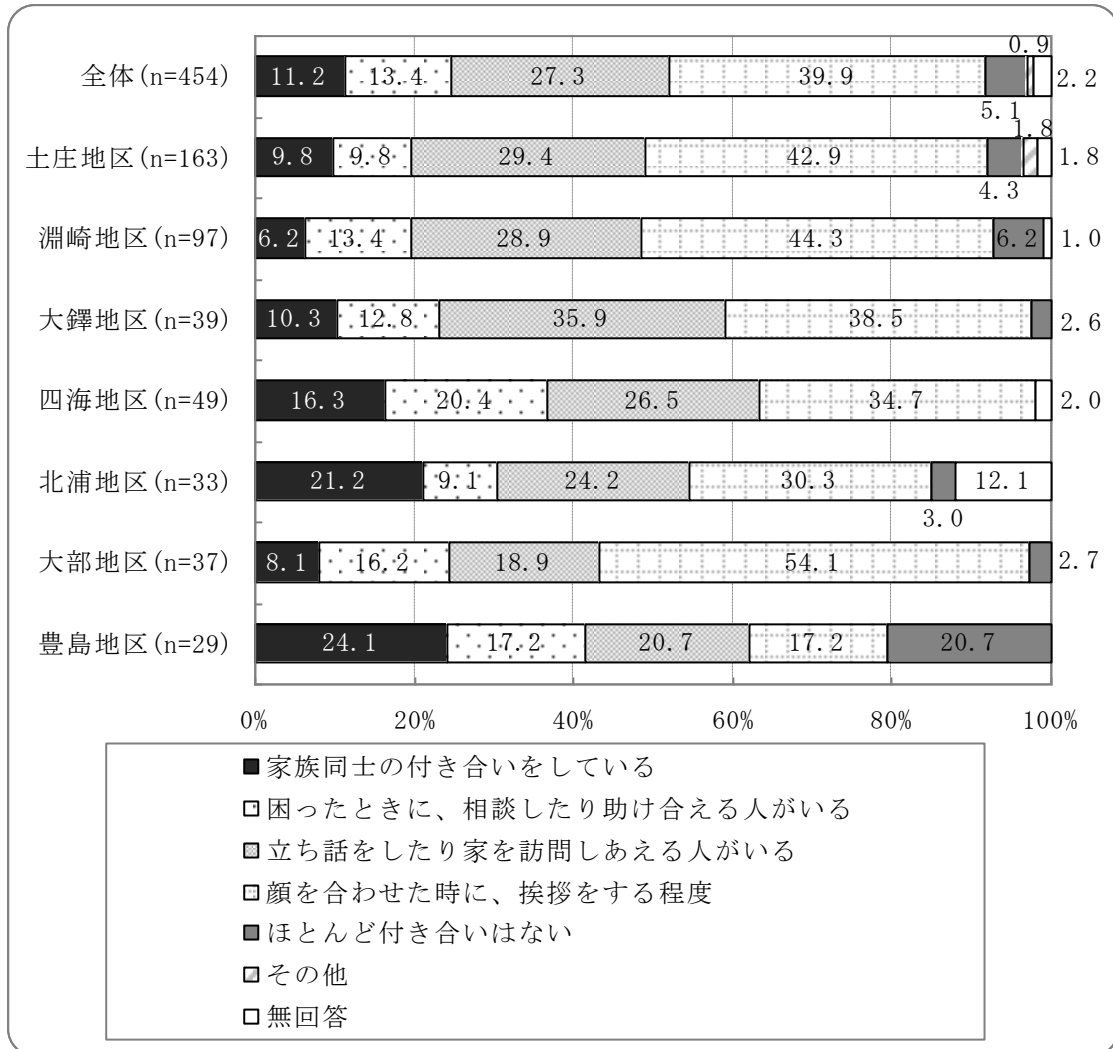 0.9
全体(n=454) 11.2 13.4 27.3 39.9 2.2
5.1
1.8
土庄地区(n=163) 9.8 9.8 29.4 42.9 1.8
4.3
淵崎地区(n=97) 6.2 13.4 28.9 44.3 6.2 1.0
大鐸地区(n=39) 10.3 12.8 35.9 38.5 2.6
四海地区(n=49) 16.3 20.4 26.5 34.7 2.0
北浦地区(n=33) 21.2 9.1 24.2 30.3 12.1
3.0
大部地区(n=37) 8.1 16.2 18.9 54.1 2.7
豊島地区(n=29) 24.1 17.2 20.7 17.2 20.7
0% 20% 40% 60% 80% 100%
家族同士の付き合いをしている
困ったときに、相談したり助け合える人がいる
立ち話をしたり家を訪問しあえる人がいる
顔を合わせた時に、挨拶をする程度
ほとんど付き合いはない
その他
無回答